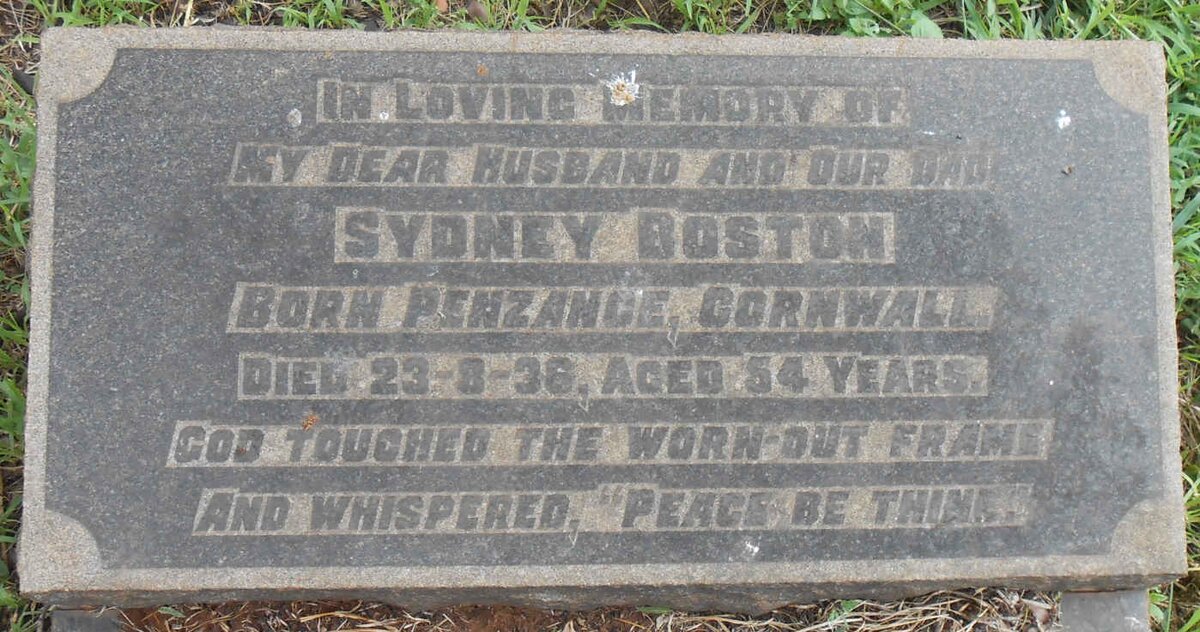 IN LOVING MEMORY OF
MY DEAR HUSBAND AND OUR DAD
SYDNEY BOSTON
BORN PENZANCE, CORNWALL.
DIED 23-8-36, AGED 54 YEARS.
GOD TOUCHED THE WORN-OUT FRAME
AND WHISPERED, "PEACE BE THINE."